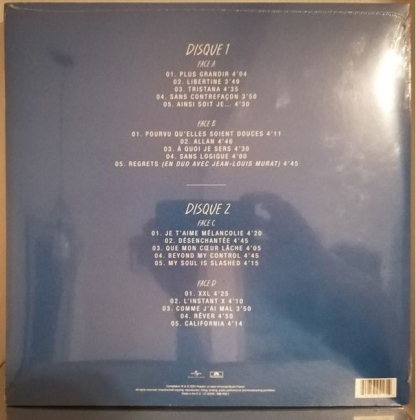 DISQUE 1
FACE A
01. PLUS GRANDIR 4'04
02. LIBERTINE 3'40
03. TRISTANA 4'35
04. SANS CONTREFAÇON 3'50
05. AINSI SOIT JE... 4'30
FACE B
01. POURVU QU'ELLES SOIENT DOUCES 4'11
02. ALLAN 4'46
03. À QUOI JE SERS 4'30
04. SANS LOGIQUE 4'00
05. REGRETS (EN DUO AVEC JEAN-LOUIS MURAT) 4'45
DISQUE 2
FACE C
01. JE T'AIME MÉLANCOLIE 4'20
02. DÉSENCHANTÉE 4'45
03. QUE MON CŒUR LÂCHE 4'05
04. BEYOND MY CONTROL 4'45
05. MY SOUL IS SLASHED 4'15
FACE D
01. XXL 4'25
02. L'INSTANT X 4'10
03. COMME J'AI MAL 3'50
04. RÊVER 4'50
05. CALIFORNIA 4'14